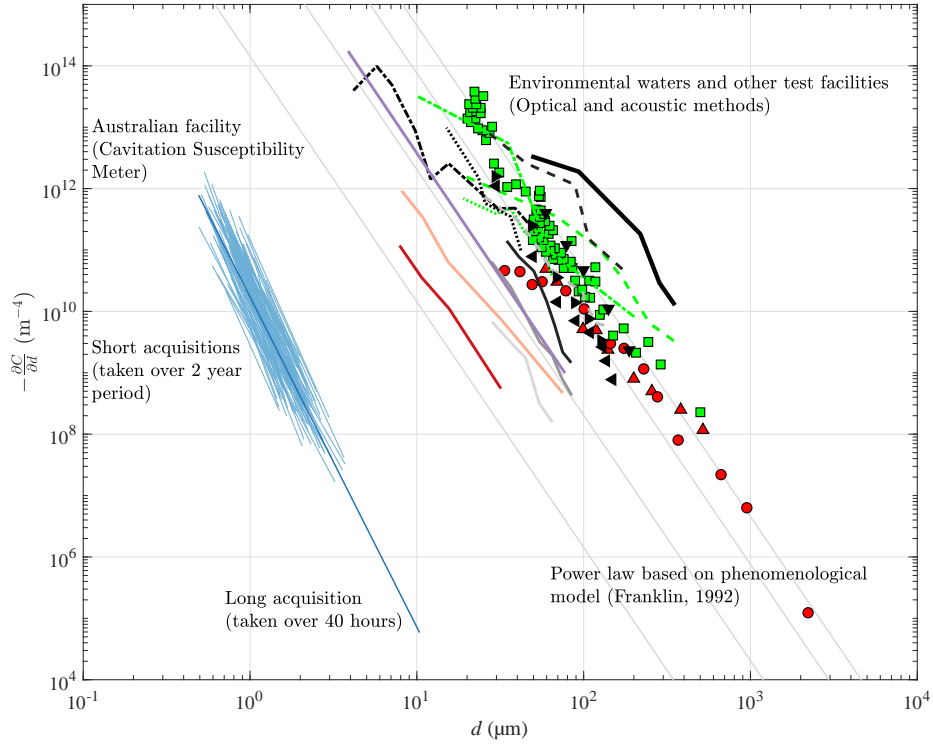 10^14
10^12
10^10
10^8
10^6
10^4
−∂C/∂d (m^−4)
Environmental waters and other test facilities
(Optical and acoustic methods)
Australian facility
(Cavitation Susceptibility
Meter)
Short acquisitions
(taken over 2 year
period)
Power law based on phenomenological
model (Franklin, 1992)
Long acquisition
(taken over 40 hours)
10^-1 10^0 10^1 10^2 10^3 10^4
d (μm)